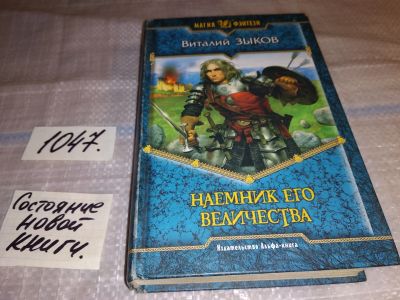 МАГИЯ ФЭНТЕЗИ
Виталий ЗЫКОВ
НАЕМНИК ЕГО
ВЕЛИЧЕСТВА
Издательство Альфа-книга
1047.
Состояние
новой
книги.